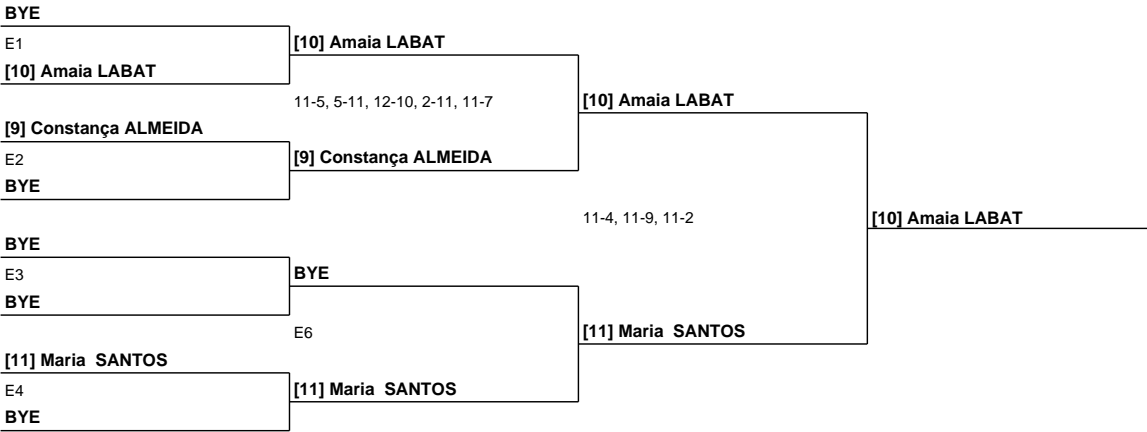 BYE
E1
[10] Amaia LABAT
[10] Amaia LABAT
11-5, 5-11, 12-10, 2-11, 11-7
[10] Amaia LABAT
[9] Constança ALMEIDA
E2
[9] Constança ALMEIDA
BYE
11-4, 11-9, 11-2
[10] Amaia LABAT
BYE
E3
BYE
BYE
E6
[11] Maria  SANTOS
[11] Maria  SANTOS
E4
[11] Maria  SANTOS
BYE